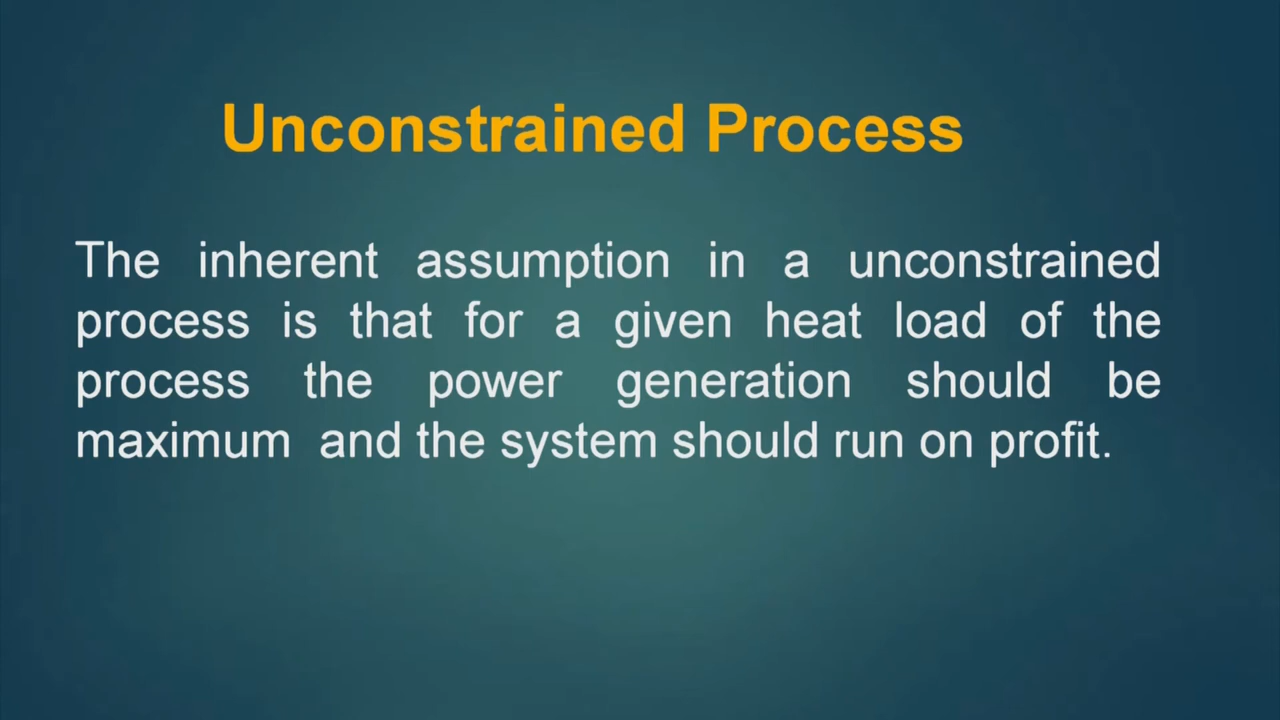 Unconstrained Process
The inherent assumption in a unconstrained
process is that for a given heat load of the
process the power generation should be
maximum and the system should run on profit.